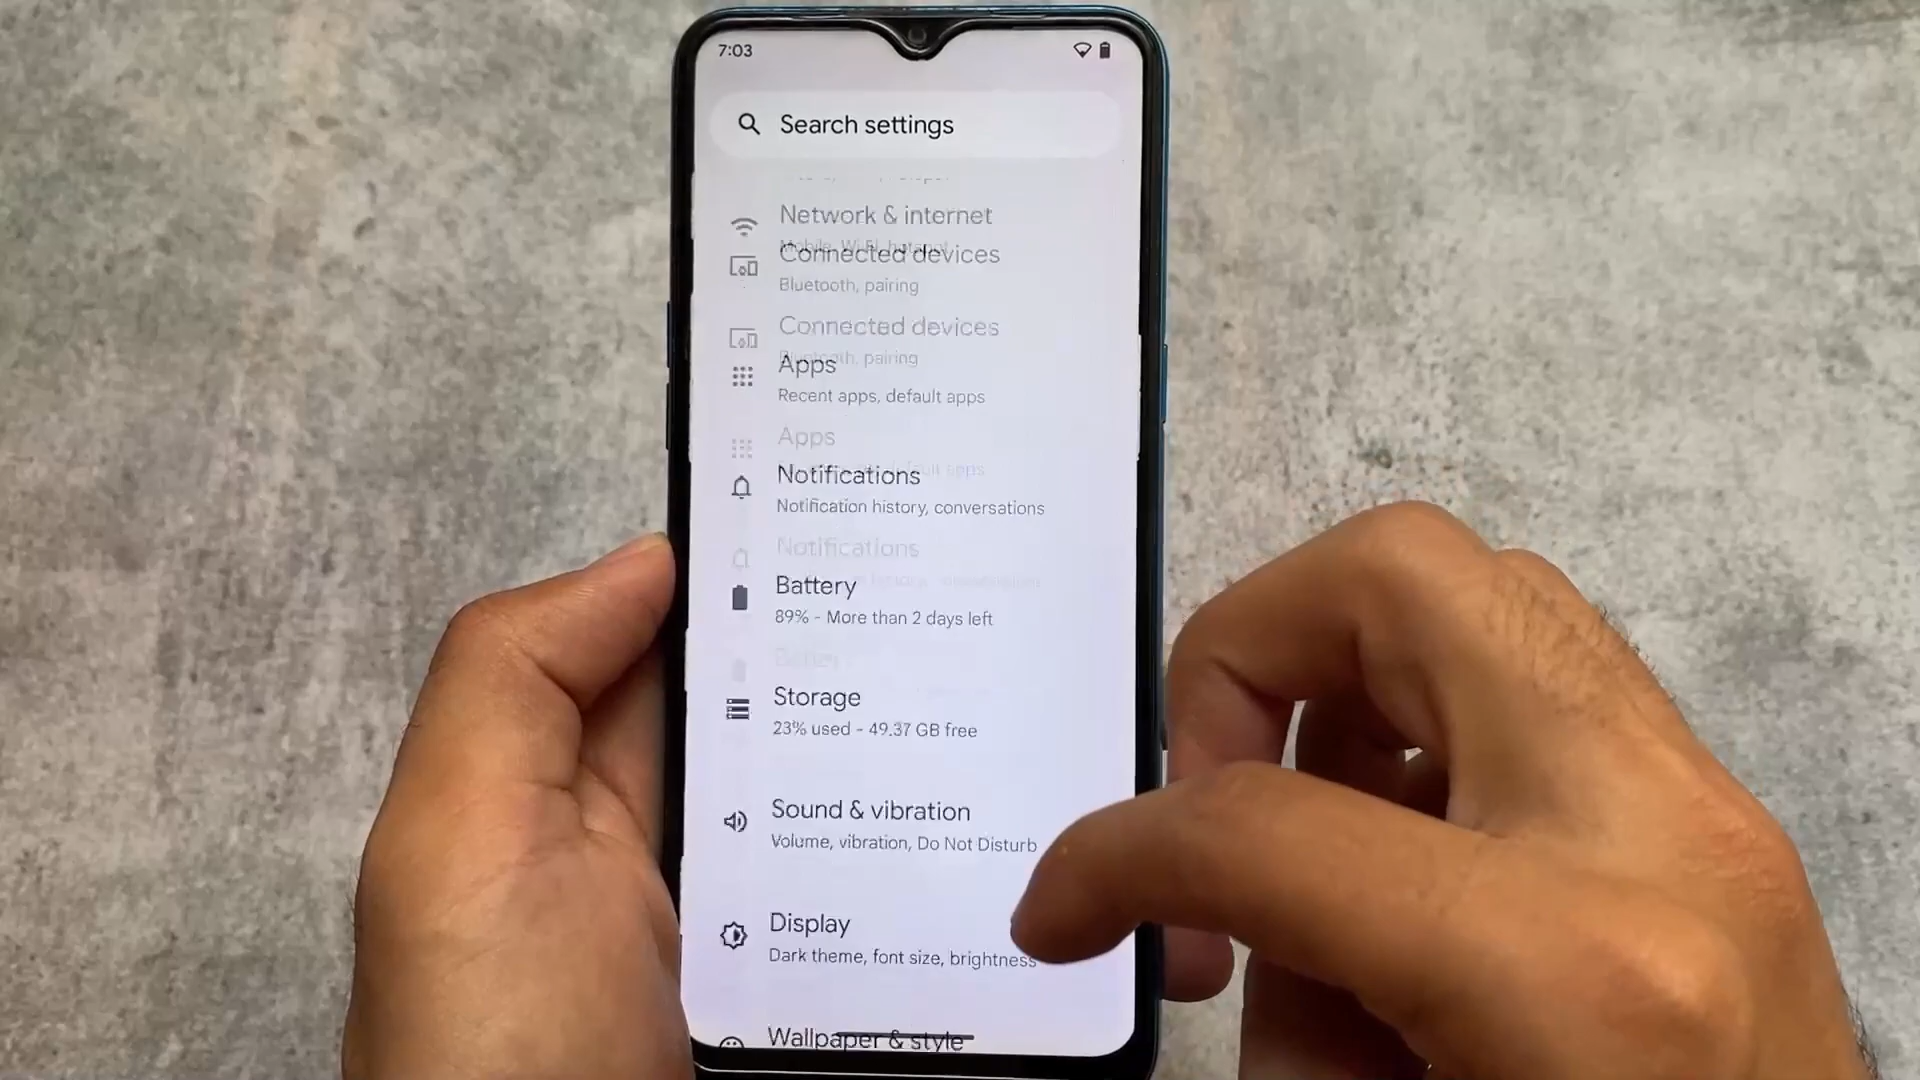 7:03
Search settings
Network & internet
Mobile, Wi-Fi, hotspot
Connected devices
Bluetooth, pairing
Connected devices
Bluetooth, pairing
Apps
Recent apps, default apps
Apps
Notifications
Notification history, conversations
Notifications
Battery
89% - More than 2 days left
Battery
Storage
23% used - 49.37 GB free
Sound & vibration
Volume, vibration, Do Not Disturb
Display
Dark theme, font size, brightness
Wallpaper & style